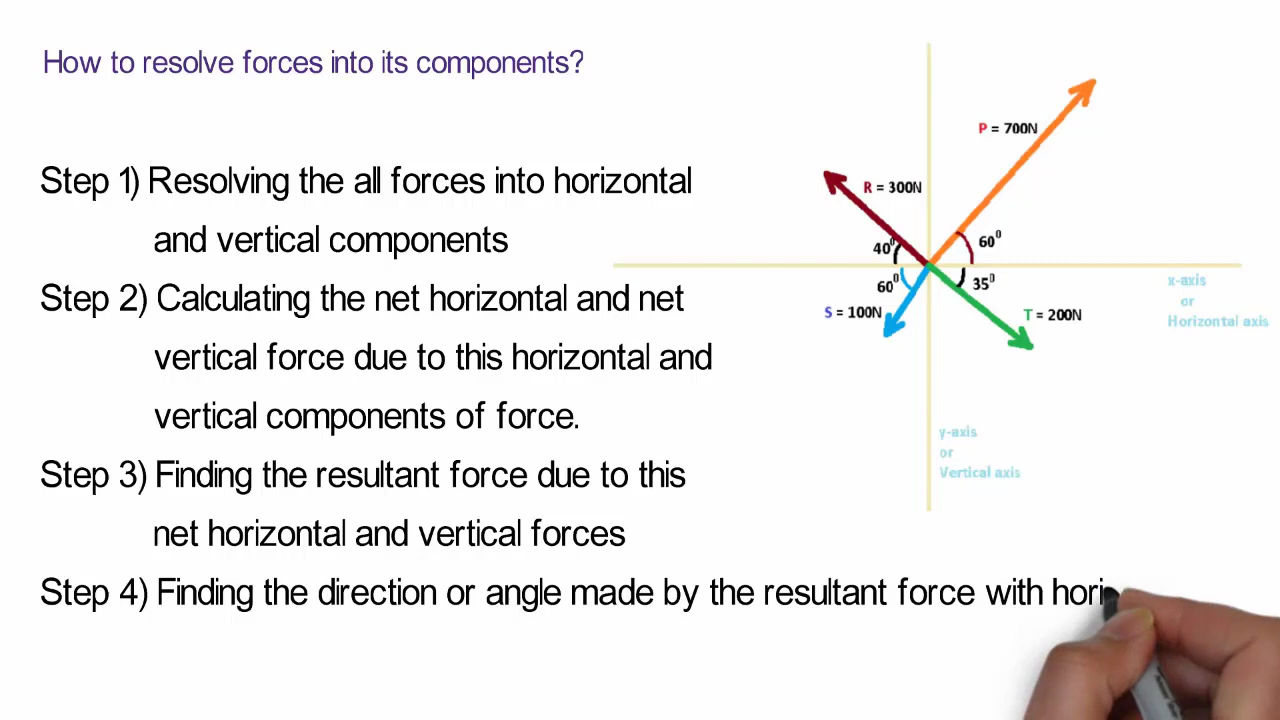 How to resolve forces into its components?
Step 1) Resolving the all forces into horizontal
and vertical components
Step 2) Calculating the net horizontal and net
vertical force due to this horizontal and
vertical components of force.
Step 3) Finding the resultant force due to this
net horizontal and vertical forces
Step 4) Finding the direction or angle made by the resultant force with hori
P = 700N
R = 300N
40⁰
60⁰
60⁰
35⁰
S = 100N
T = 200N
x-axis
or
Horizontal axis
y-axis
or
Vertical axis